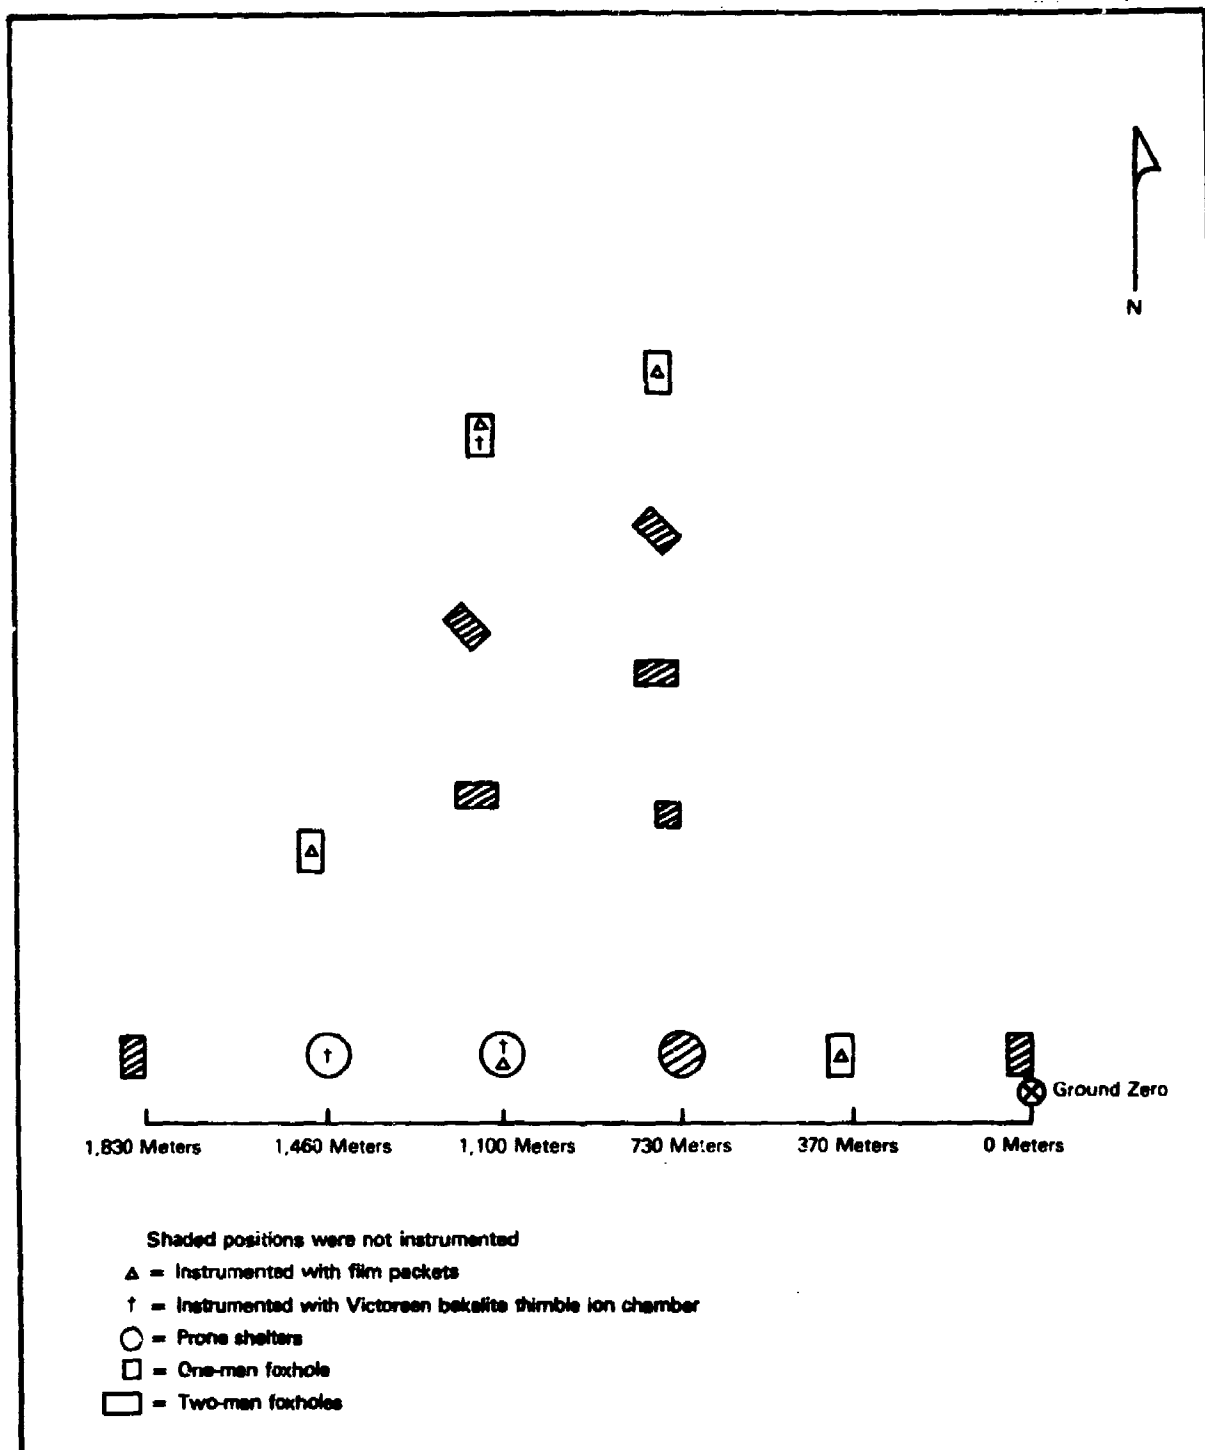 N
Ground Zero
1,830 Meters 1,460 Meters 1,100 Meters 730 Meters 370 Meters 0 Meters
Shaded positions were not instrumented
△ = Instrumented with film packets
† = Instrumented with Victoreen bakelite thimble ion chamber
○ = Prone shelters
□ = One-man foxhole
▭ = Two-man foxholes